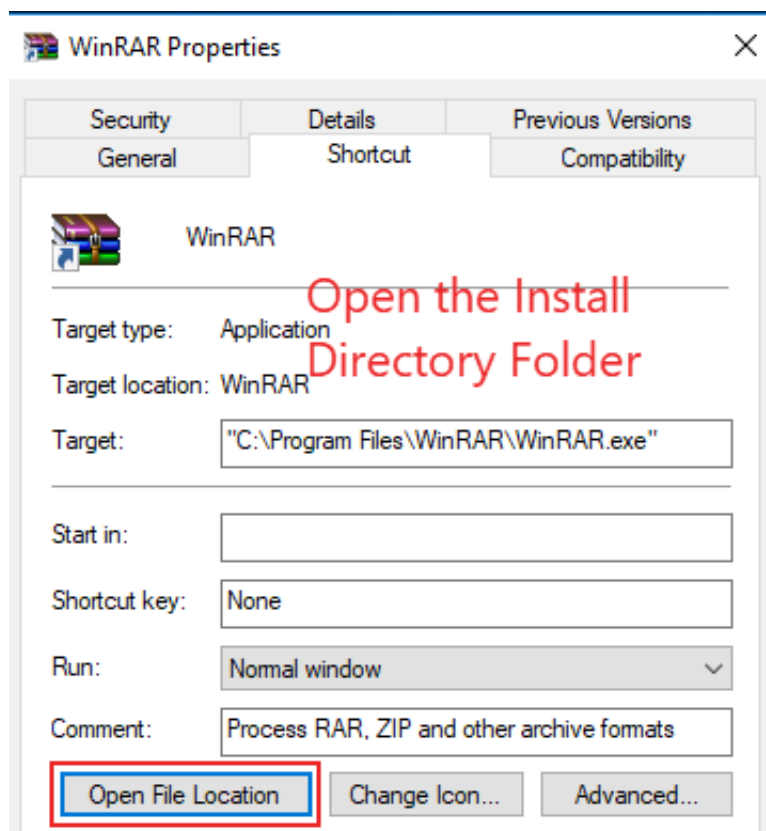 WinRAR Properties
Security Details Previous Versions
General Shortcut Compatibility
WinRAR
Open the Install
Directory Folder
Target type: Application
Target location: WinRAR
Target: "C:\Program Files\WinRAR\WinRAR.exe"
Start in:
Shortcut key: None
Run: Normal window
Comment: Process RAR, ZIP and other archive formats
Open File Location Change Icon... Advanced...